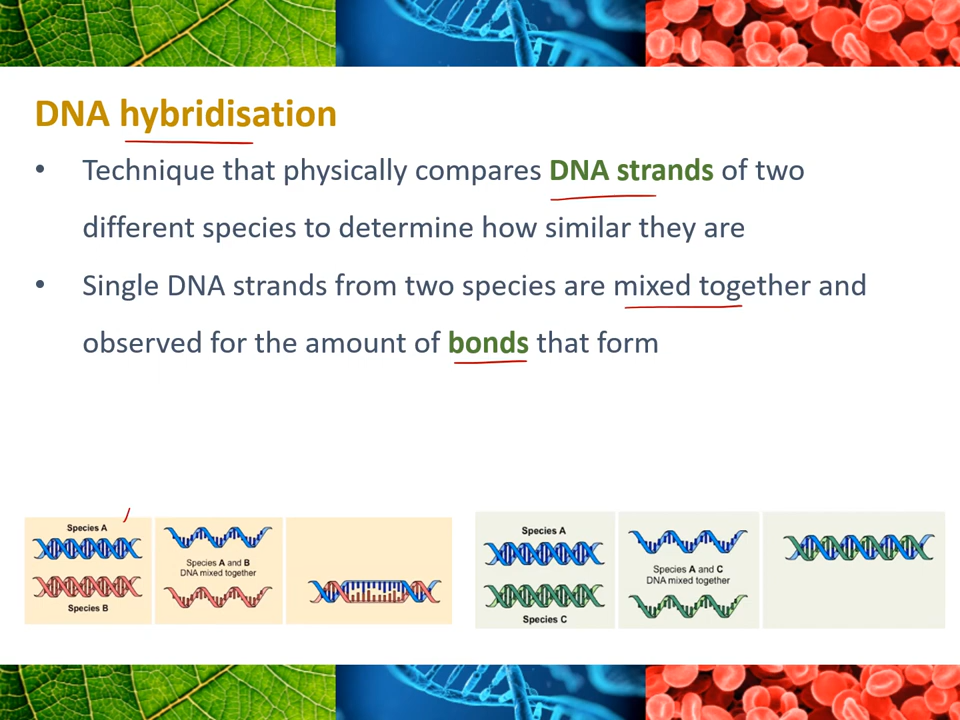 DNA hybridisation
• Technique that physically compares DNA strands of two
different species to determine how similar they are
• Single DNA strands from two species are mixed together and
observed for the amount of bonds that form
Species A
Species B
Species A and B
DNA mixed together
Species A
Species C
Species A and C
DNA mixed together